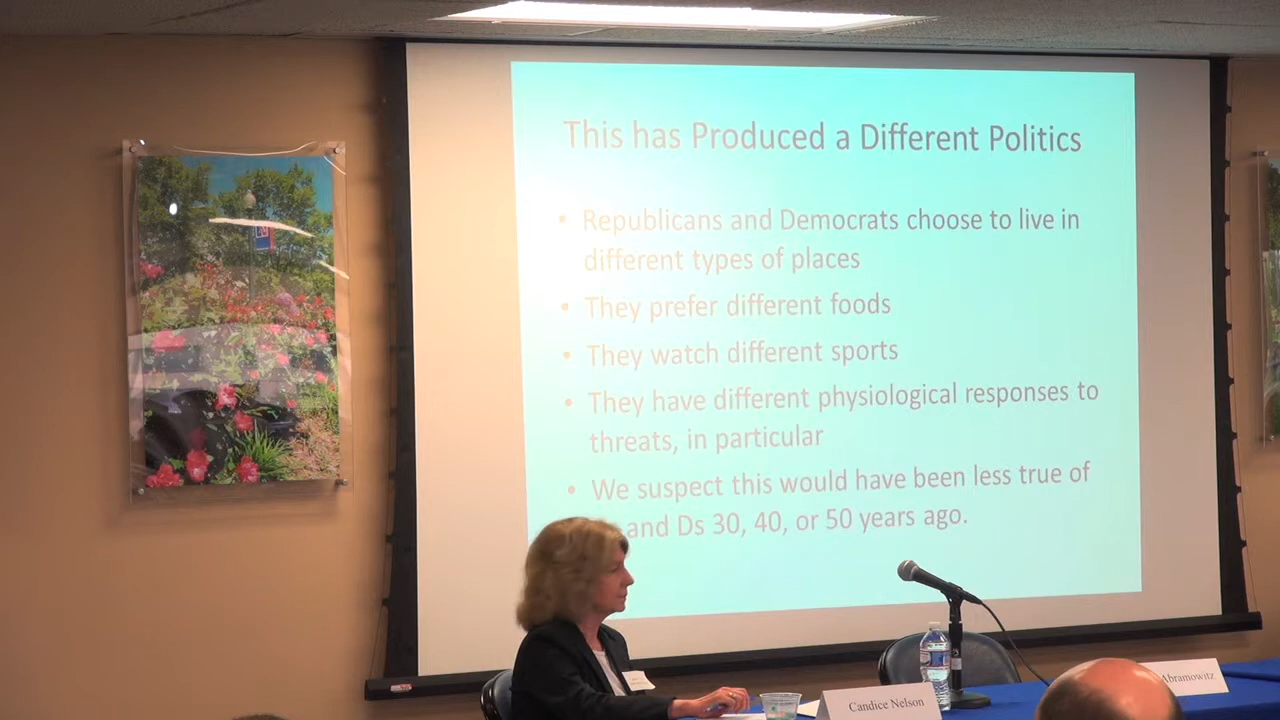 This has Produced a Different Politics
• Republicans and Democrats choose to live in
different types of places
• They prefer different foods
• They watch different sports
• They have different physiological responses to
threats, in particular
• We suspect this would have been less true of
and Ds 30, 40, or 50 years ago.
Candice Nelson
Abramowitz